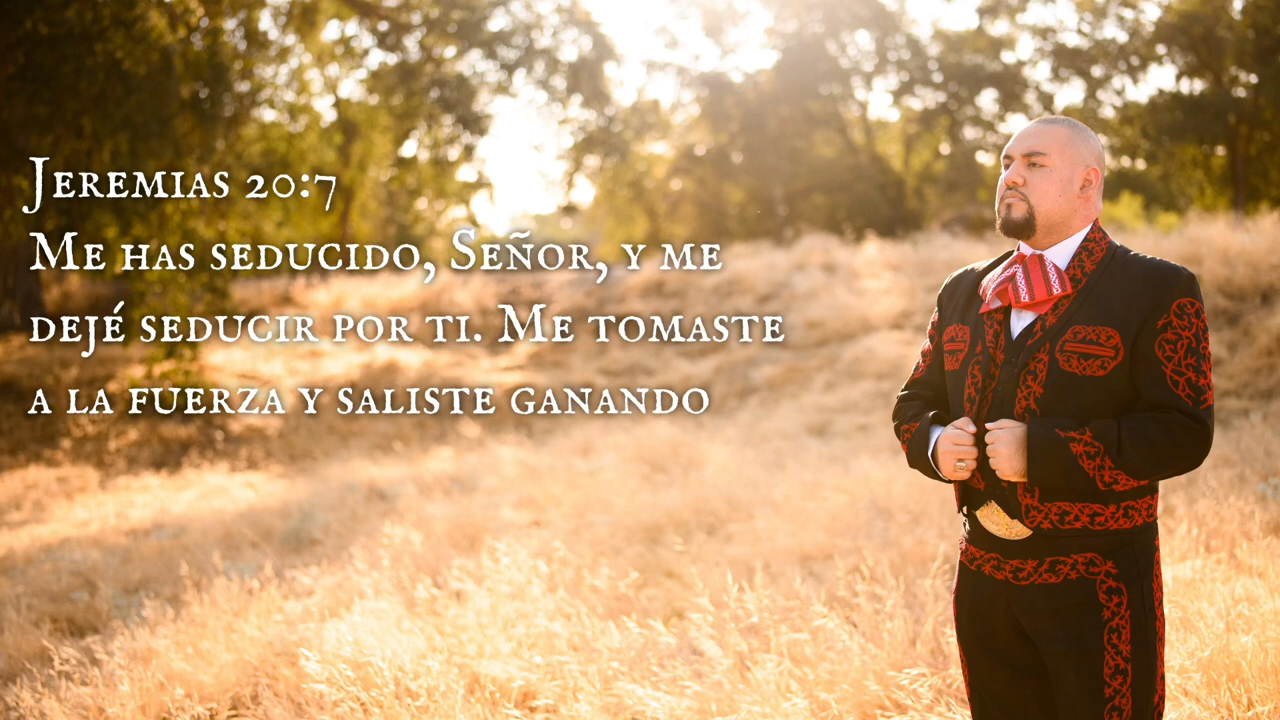 Jeremias 20:7
Me has seducido, Señor, y me
dejé seducir por ti. Me tomaste
a la fuerza y saliste ganando